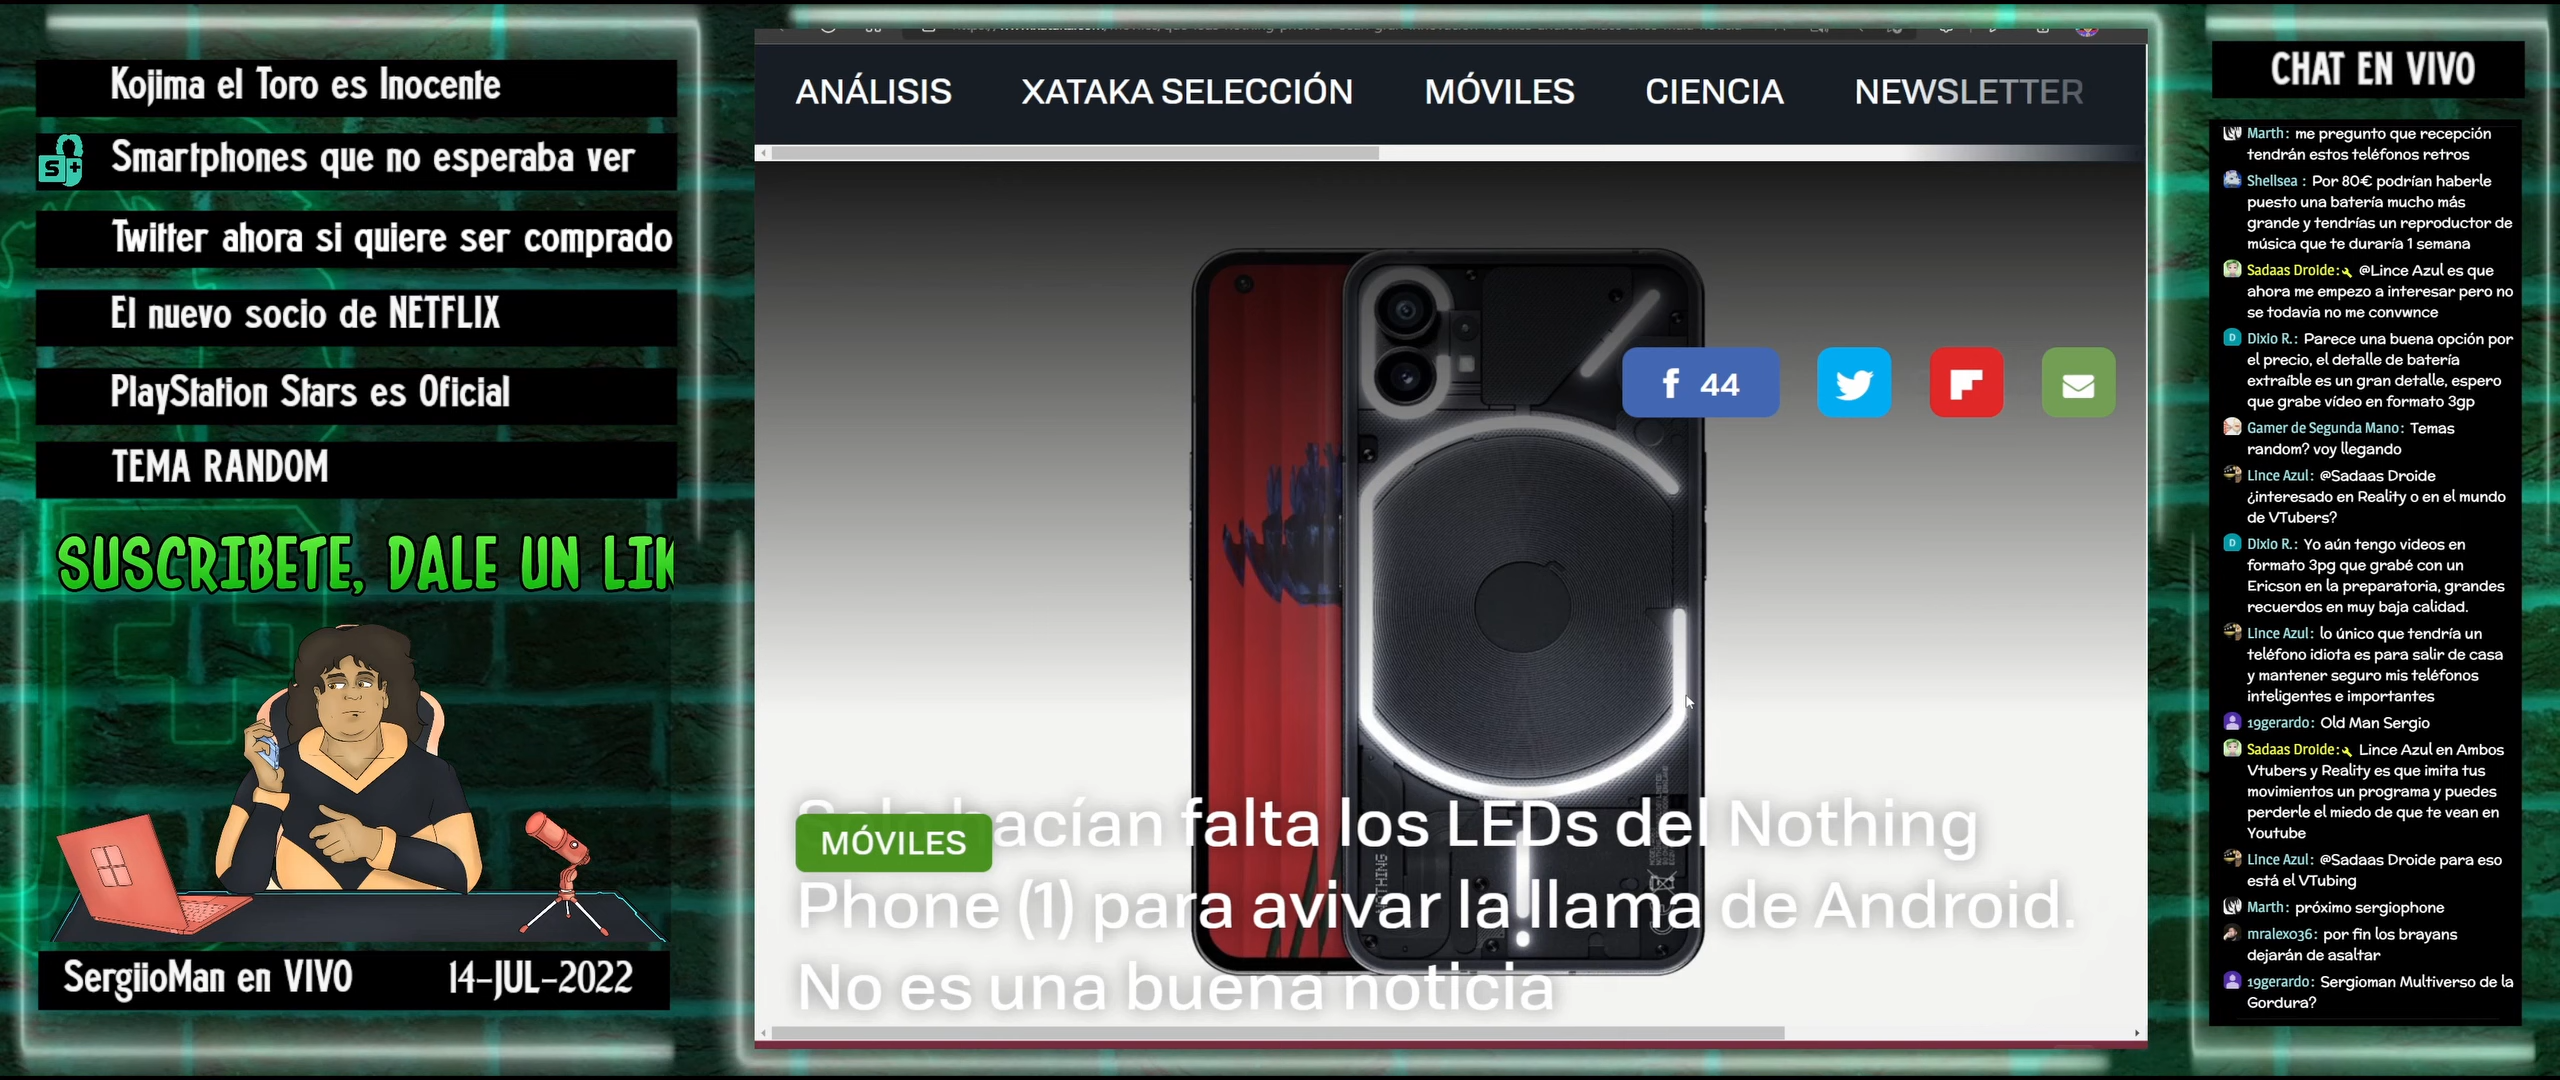 Kojima el Toro es Inocente
S+
Smartphones que no esperaba ver
Twitter ahora si quiere ser comprado
El nuevo socio de NETFLIX
PlayStation Stars es Oficial
TEMA RANDOM
SUSCRIBETE, DALE UN LIK
SergiioMan en VIVO
14-JUL-2022
ANÁLISIS
XATAKA SELECCIÓN
MÓVILES
CIENCIA
NEWSLETTER
44
MÓVILES
hacían falta los LEDs del Nothing
Phone (1) para avivar la llama de Android.
No es una buena noticia
NOTHING
CHAT EN VIVO
Marth: me pregunto que recepción
tendrán estos teléfonos retros
Shellsea : Por 80€ podrían haberle
puesto una batería mucho más
grande y tendrías un reproductor de
música que te duraría 1 semana
Sadaas Droide: @Lince Azul es que
ahora me empezo a interesar pero no
se todavia no me convwnce
Dixio R.: Parece una buena opción por
el precio, el detalle de batería
extraíble es un gran detalle, espero
que grabe vídeo en formato 3gp
Gamer de Segunda Mano: Temas
random? voy llegando
Lince Azul: @Sadaas Droide
¿interesado en Reality o en el mundo
de VTubers?
Dixio R.: Yo aún tengo videos en
formato 3pg que grabé con un
Ericson en la preparatoria, grandes
recuerdos en muy baja calidad.
Lince Azul: lo único que tendría un
teléfono idiota es para salir de casa
y mantener seguro mis teléfonos
inteligentes e importantes
19gerardo: Old Man Sergio
Sadaas Droide: Lince Azul en Ambos
Vtubers y Reality es que imita tus
movimientos un programa y puedes
perderle el miedo de que te vean en
Youtube
Lince Azul: @Sadaas Droide para eso
está el VTubing
Marth: próximo sergiophone
mralex036: por fin los brayans
dejarán de asaltar
19gerardo: Sergioman Multiverso de la
Gordura?